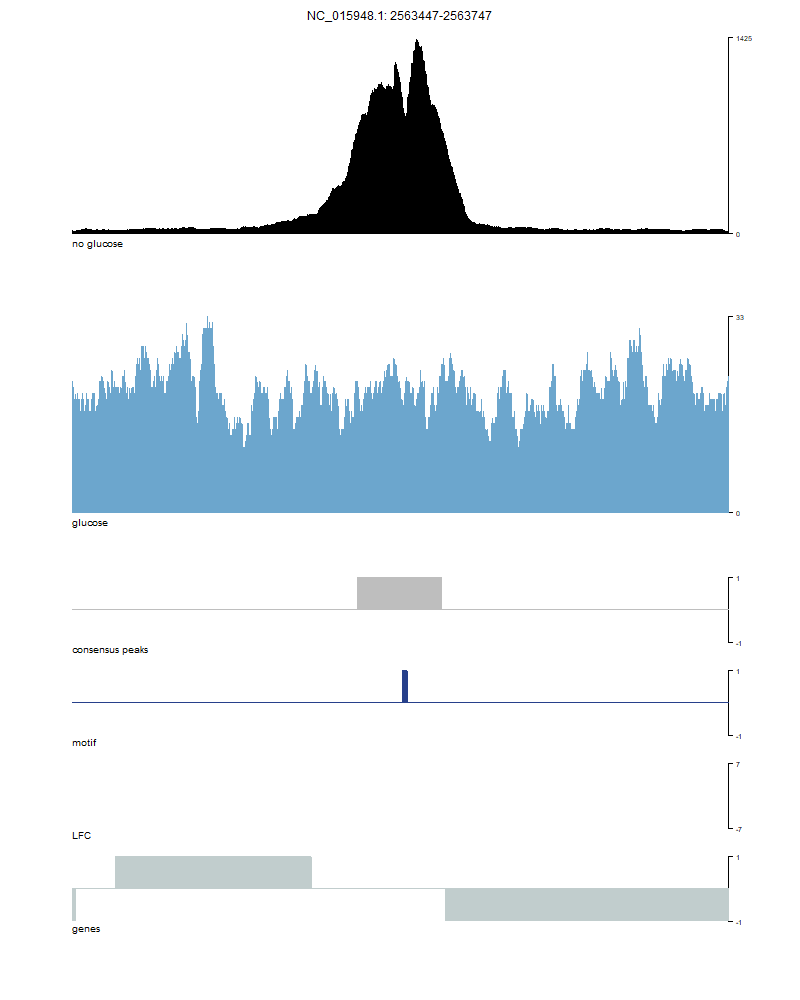 NC_015948.1: 2563447-2563747
1425
0
no glucose
33
0
glucose
1
-1
consensus peaks
1
-1
motif
7
-7
LFC
1
-1
genes